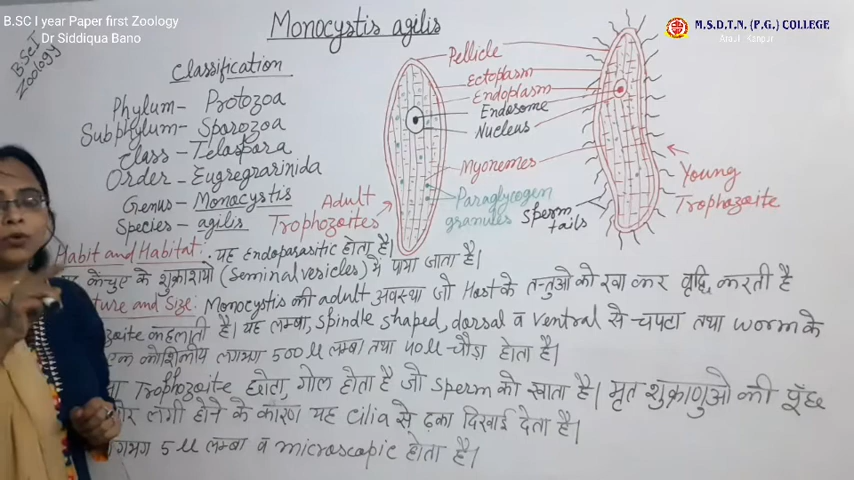 B.SC I year Paper first Zoology
Dr Siddiqua Bano
M.S.D.T.N. (P.G.) COLLEGE
B.Sc.I
Zoology
Monocystis agilis
Classification
Phylum- Protozoa
Subphylum- Sporozoa
Class- Telospora
Order - Eugregrarinida
Genus- Monocystis
Species- agilis
Pellicle
Ectoplasm
Endoplasm
Endosome
Nucleus
Myonemes
Paraglycogen
granules
Sperm
tails
Adult
Trophozoites
Young
Trophozoite
Habit and Habitat:- यह Endoparasitic होता है।
केंचुए के शुक्राशयो (Seminal vesicles) में पाया जाता है।
ture and Size: Monocystis की adult अवस्था जो Host के तन्तुओ को खा कर वृद्धि करती है
zoite कहलाती है। यह लम्बा, spindle shaped, dorsal व ventral से चपटा तथा worm के
एक कोशिकीय लगभग 500 µ लम्बा तथा 40 µ चौड़ा होता है।
Trophozoite छोटा, गोल होता है जो sperm को खाता है। मृत शुक्राणुओ की पूँछ
ओर लगी होने के कारण यह cilia से ढ़का दिखाई देता है।
लगभग 5 µ लम्बा व microscopic होता है।